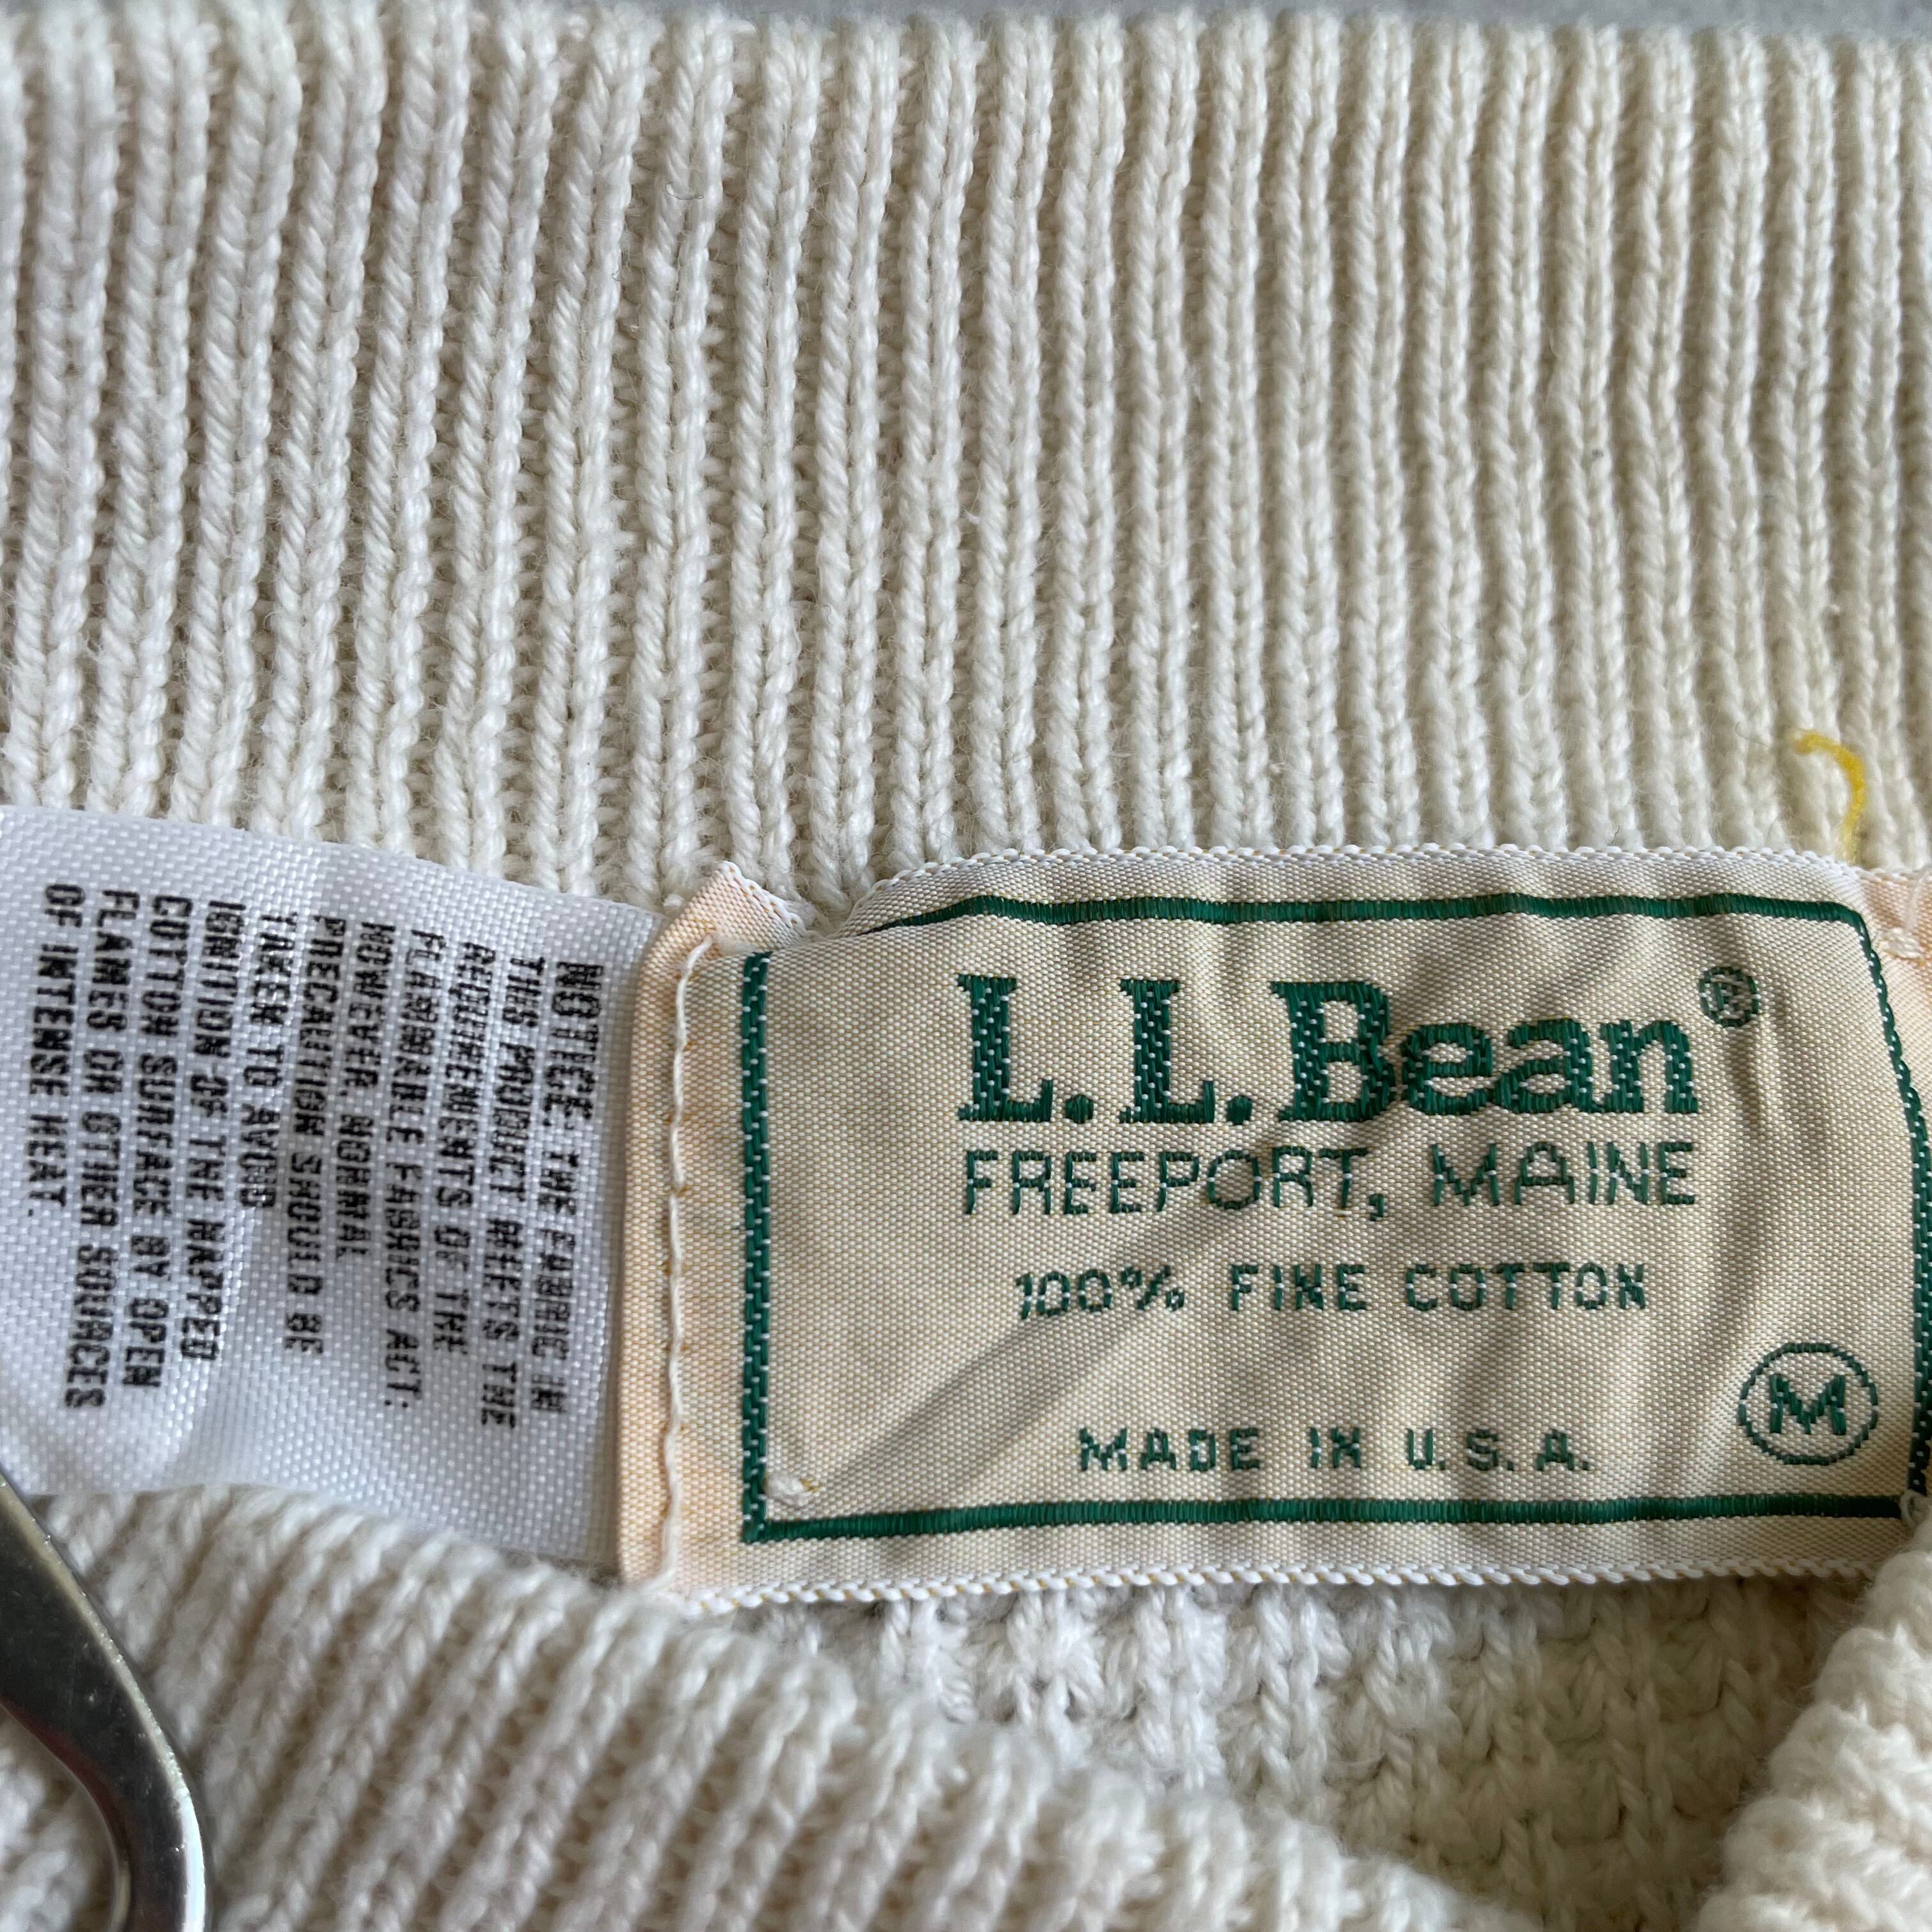 NOTICE: THE FABRIC IN
THIS PRODUCT MEETS THE
REQUIREMENTS OF THE
FLAMMABLE FABRICS ACT:
HOWEVER, NORMAL
PRECAUTION SHOULD BE
TAKEN TO AVOID
IGNITION OF THE NAPPED
COTTON SURFACE BY OPEN
FLAMES OR OTHER SOURCES
OF INTENSE HEAT.
L.L.Bean®
FREEPORT, MAINE
100% FINE COTTON
M
MADE IN U.S.A.